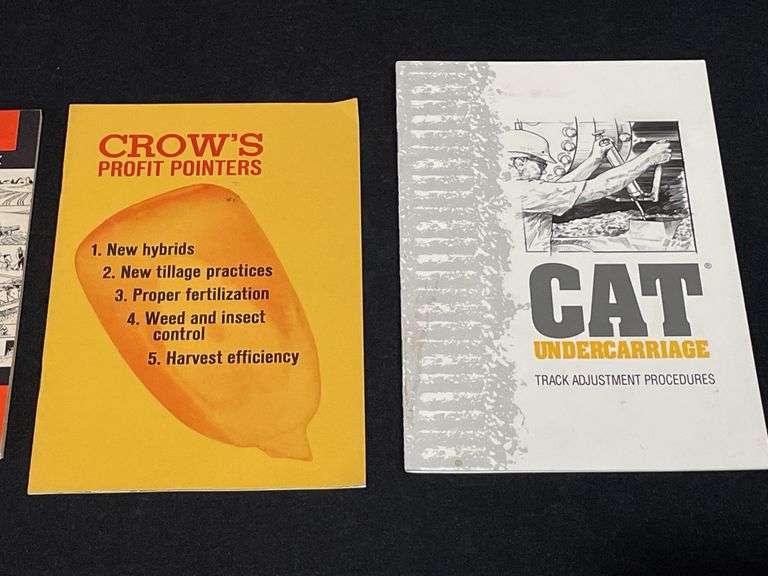 CROW'S
PROFIT POINTERS
1. New hybrids
2. New tillage practices
3. Proper fertilization
4. Weed and insect
control
5. Harvest efficiency
CAT®
UNDERCARRIAGE
TRACK ADJUSTMENT PROCEDURES